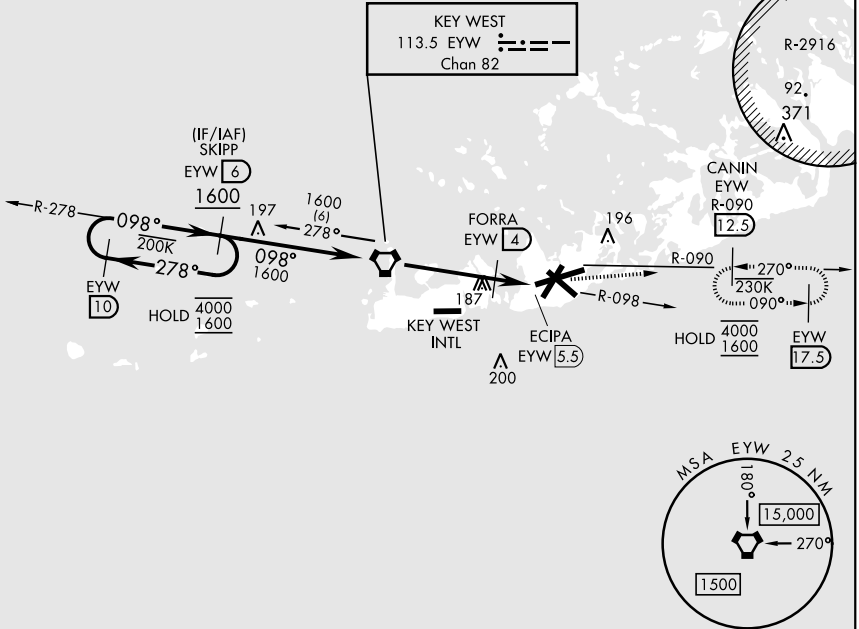 KEY WEST
113.5 EYW
Chan 82
R-2916
92
371
(IF/IAF)
SKIPP
EYW 6
1600
R-278
098°
200K
278°
197
1600
(6)
278°
098°
1600
EYW
10
HOLD 4000
1600
FORRA
EYW 4
196
187
KEY WEST
INTL
ECIPA
EYW 5.5
200
R-098
R-090
CANIN
EYW
R-090
12.5
270°
230K
090°
HOLD 4000
1600
EYW
17.5
MSA EYW 25 NM
180°
15,000
270°
1500